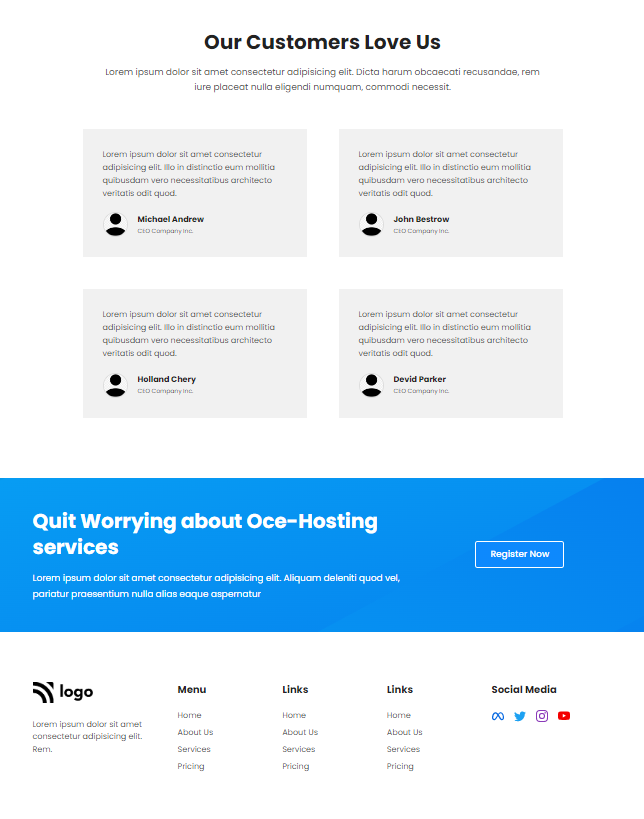 Our Customers Love Us
Lorem ipsum dolor sit amet consectetur adipisicing elit. Dicta harum obcaecati recusandae, rem
iure placeat nulla eligendi numquam, commodi necessit.
Lorem ipsum dolor sit amet consectetur
adipisicing elit. Illo in distinctio eum mollitia
quibusdam vero necessitatibus architecto
veritatis odit quod.
Michael Andrew
CEO Company Inc.
Lorem ipsum dolor sit amet consectetur
adipisicing elit. Illo in distinctio eum mollitia
quibusdam vero necessitatibus architecto
veritatis odit quod.
John Bestrow
CEO Company Inc.
Lorem ipsum dolor sit amet consectetur
adipisicing elit. Illo in distinctio eum mollitia
quibusdam vero necessitatibus architecto
veritatis odit quod.
Holland Chery
CEO Company Inc.
Lorem ipsum dolor sit amet consectetur
adipisicing elit. Illo in distinctio eum mollitia
quibusdam vero necessitatibus architecto
veritatis odit quod.
Devid Parker
CEO Company Inc.
Quit Worrying about Oce-Hosting
services
Lorem ipsum dolor sit amet consectetur adipisicing elit. Aliquam deleniti quod vel,
pariatur praesentium nulla alias eaque aspernatur
Register Now
logo
Lorem ipsum dolor sit amet
consectetur adipisicing elit.
Rem.
Menu
Home
About Us
Services
Pricing
Links
Home
About Us
Services
Pricing
Links
Home
About Us
Services
Pricing
Social Media